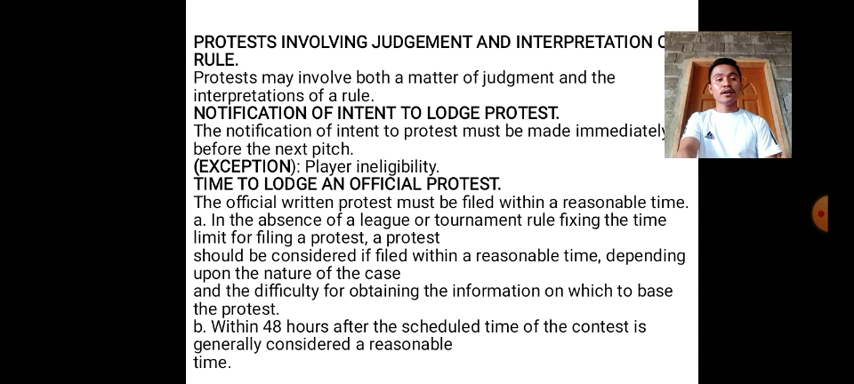 PROTESTS INVOLVING JUDGEMENT AND INTERPRETATION
RULE.
Protests may involve both a matter of judgment and the
interpretations of a rule.
NOTIFICATION OF INTENT TO LODGE PROTEST.
The notification of intent to protest must be made immediately
before the next pitch.
(EXCEPTION): Player ineligibility.
TIME TO LODGE AN OFFICIAL PROTEST.
The official written protest must be filed within a reasonable time.
a. In the absence of a league or tournament rule fixing the time
limit for filing a protest, a protest
should be considered if filed within a reasonable time, depending
upon the nature of the case
and the difficulty for obtaining the information on which to base
the protest.
b. Within 48 hours after the scheduled time of the contest is
generally considered a reasonable
time.